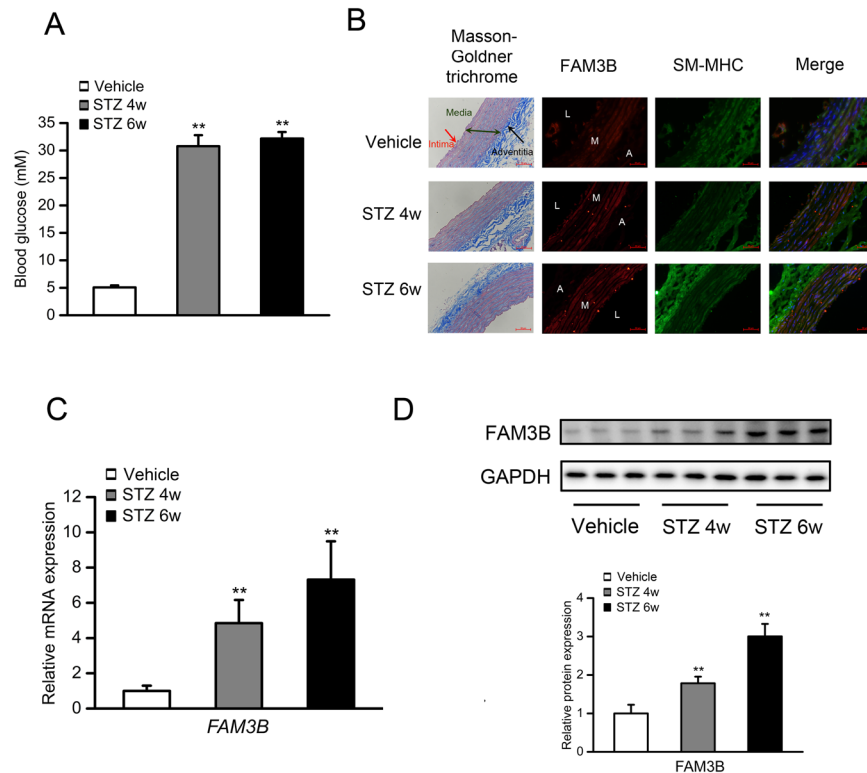 A
Vehicle
STZ 4w
STZ 6w
Blood glucose (mM)
35
30
25
20
15
10
5
0
**
**
B
Masson-
Goldner
trichrome
FAM3B
SM-MHC
Merge
Vehicle
Media
Intima
Adventitia
L
M
A
STZ 4w
L
M
A
STZ 6w
A
M
L
C
Vehicle
STZ 4w
STZ 6w
Relative mRNA expression
12
10
8
6
4
2
0
**
**
FAM3B
D
FAM3B
GAPDH
Vehicle
STZ 4w
STZ 6w
Vehicle
STZ 4w
STZ 6w
Relative protein expression
4
3
2
1
0
**
**
FAM3B